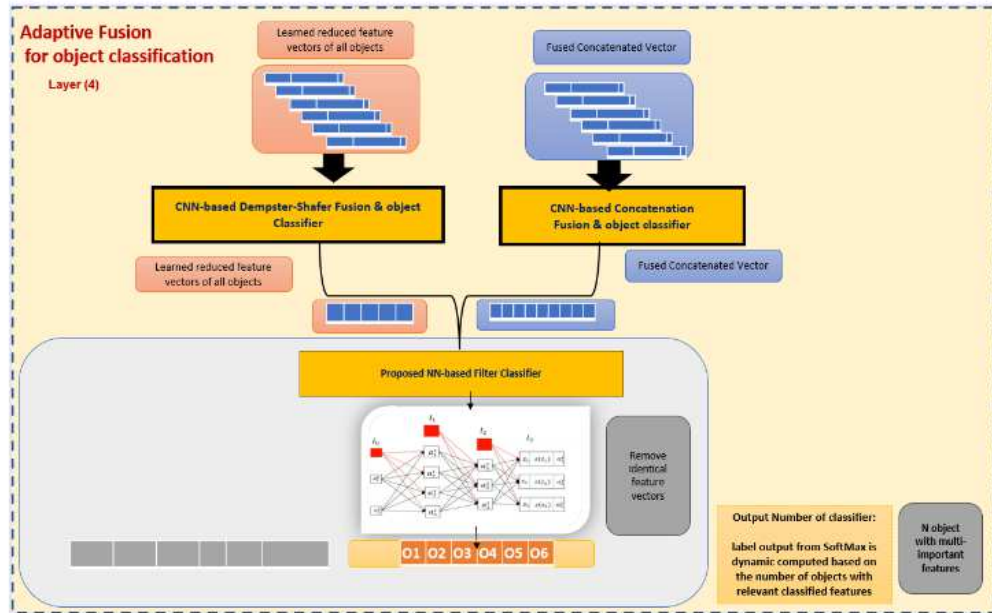 Adaptive Fusion
for object classification
Layer (4)
Learned reduced feature
vectors of all objects
Fused Concatenated Vector
CNN-based Dempster-Shafer Fusion & object
Classifier
CNN-based Concatenation
Fusion & object classifier
Learned reduced feature
vectors of all objects
Fused Concatenated Vector
Proposed NN-based Filter Classifier
Remove
identical
feature
vectors
O1 O2 O3 O4 O5 O6
Output Number of classifier:
label output from SoftMax is
dynamic computed based on
the number of objects with
relevant classified features
N object
with multi-
important
features